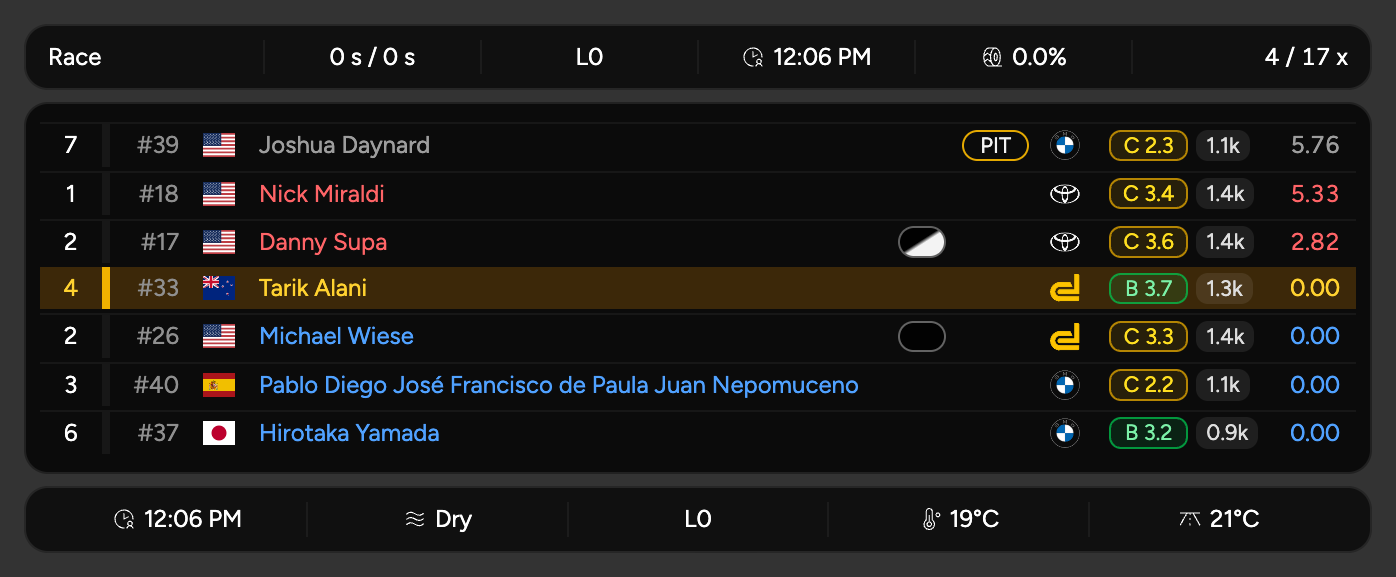 Race 0 s / 0 s L0 12:06 PM 0.0% 4 / 17 x
7 #39 Joshua Daynard PIT C 2.3 1.1k 5.76
1 #18 Nick Miraldi C 3.4 1.4k 5.33
2 #17 Danny Supa C 3.6 1.4k 2.82
4 #33 Tarik Alani B 3.7 1.3k 0.00
2 #26 Michael Wiese C 3.3 1.4k 0.00
3 #40 Pablo Diego José Francisco de Paula Juan Nepomuceno C 2.2 1.1k 0.00
6 #37 Hirotaka Yamada B 3.2 0.9k 0.00
12:06 PM Dry L0 19°C 21°C